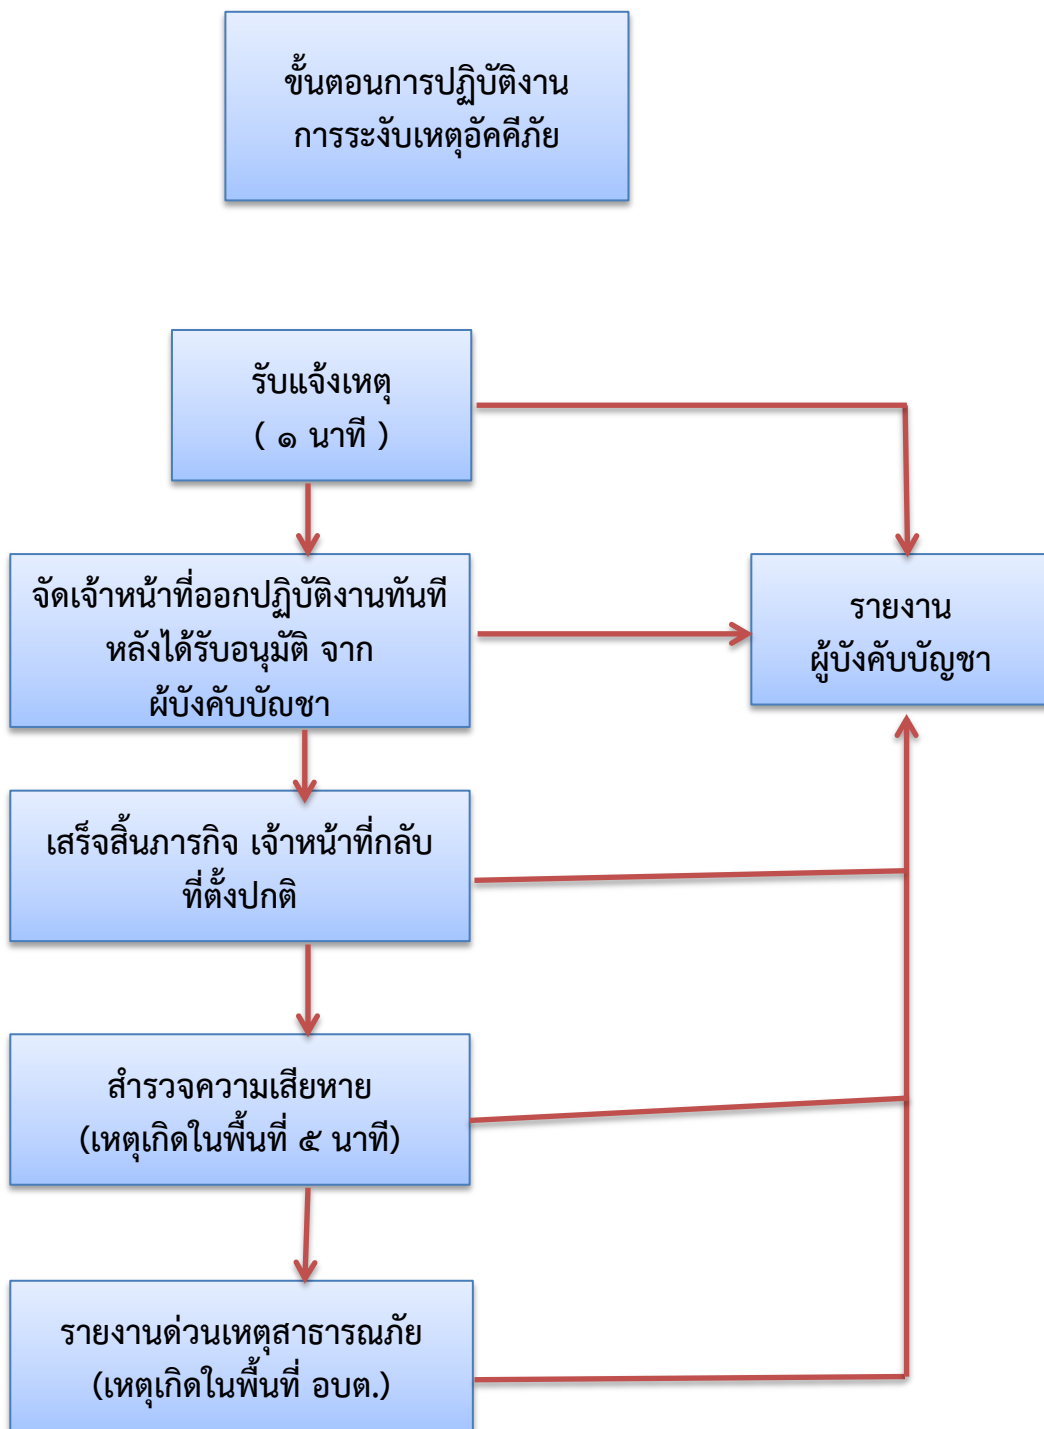 ขั้นตอนการปฏิบัติงาน
การระงับเหตุอัคคีภัย
รับแจ้งเหตุ
( ๑ นาที )
จัดเจ้าหน้าที่ออกปฏิบัติงานทันที
หลังได้รับอนุมัติ จาก
ผู้บังคับบัญชา
รายงาน
ผู้บังคับบัญชา
เสร็จสิ้นภารกิจ เจ้าหน้าที่กลับ
ที่ตั้งปกติ
สำรวจความเสียหาย
(เหตุเกิดในพื้นที่ ๕ นาที)
รายงานด่วนเหตุสาธารณภัย
(เหตุเกิดในพื้นที่ อบต.)